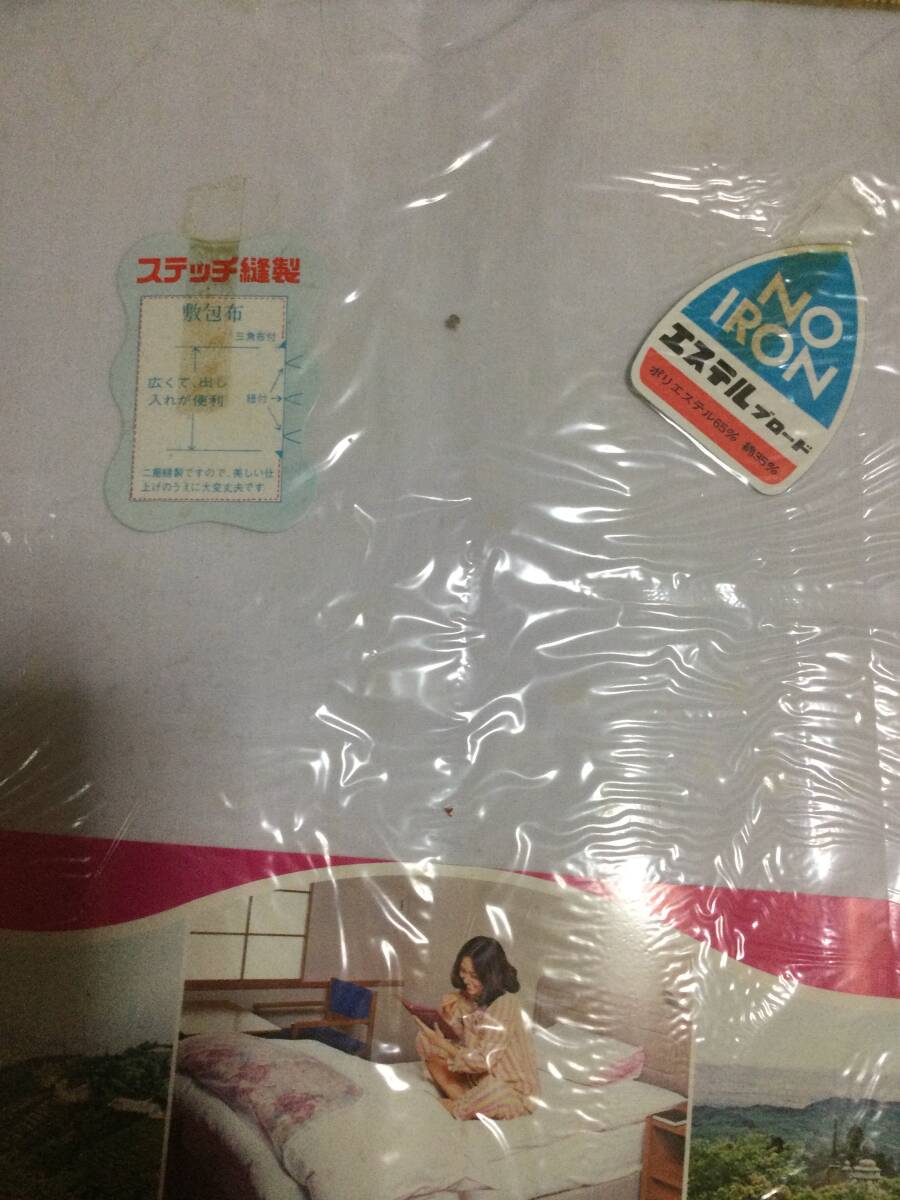 ステッチ縫製
敷包布
三角布付
広くて、出し
入れが便利
紐付
二重縫製ですので、美しい仕
上げのうえに大変丈夫です
NO
IRON
エステルブロード
ポリエステル65% 綿35%